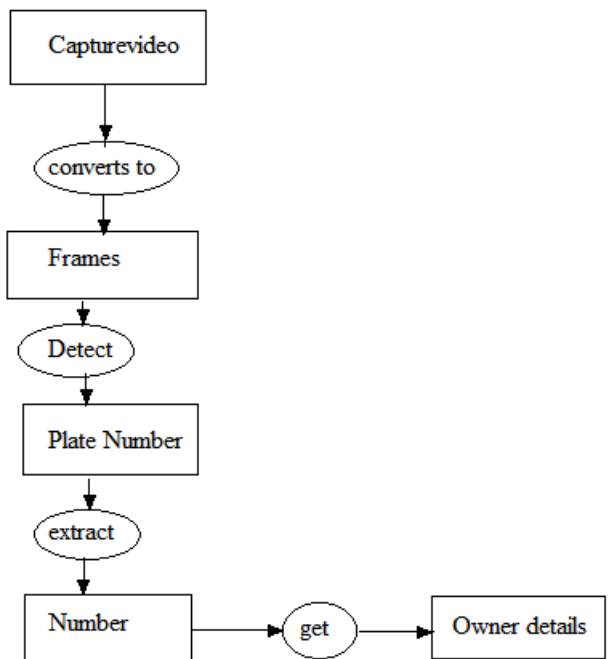 Capturevideo
converts to
Frames
Detect
Plate Number
extract
Number
get
Owner details